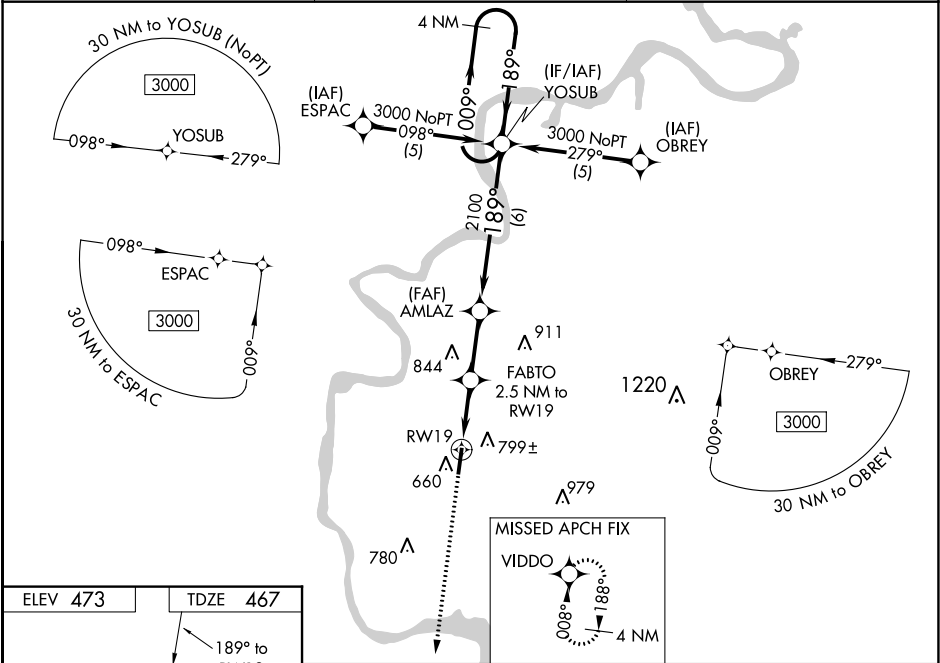 30 NM to YOSUB (NoPT)
3000
098°
YOSUB
279°
4 NM
009°
189°
(IF/IAF)
YOSUB
(IAF)
ESPAC
3000 NoPT
098°
(5)
3000 NoPT
279°
(5)
(IAF)
OBREY
2100
189°
(6)
098°
ESPAC
3000
009°
30 NM to ESPAC
(FAF)
AMLAZ
911
844
FABTO
2.5 NM to
RW19
1220
RW19
799±
660
979
780
OBREY
279°
3000
009°
30 NM to OBREY
MISSED APCH FIX
VIDDO
008°
188°
4 NM
ELEV 473
TDZE 467
189° to